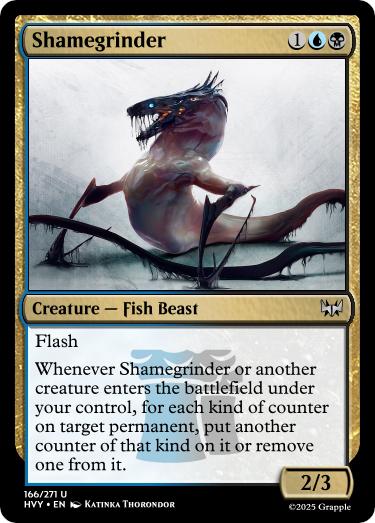 Shamegrinder 1
Creature — Fish Beast
Flash
Whenever Shamegrinder or another
creature enters the battlefield under
your control, for each kind of counter
on target permanent, put another
counter of that kind on it or remove
one from it.
2/3
166/271 U
HVY • EN Katinka Thorondor
©2025 Grapple